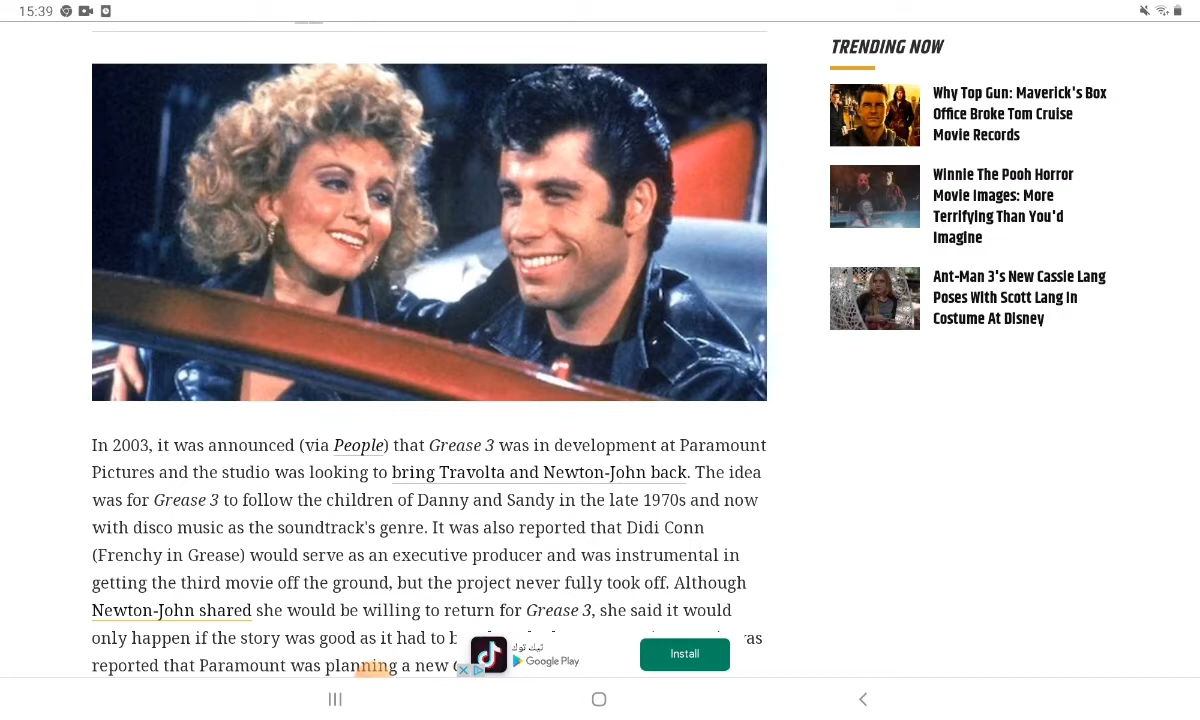 15:39
TRENDING NOW
Why Top Gun: Maverick's Box
Office Broke Tom Cruise
Movie Records
Winnie The Pooh Horror
Movie Images: More
Terrifying Than You'd
Imagine
Ant-Man 3's New Cassie Lang
Poses With Scott Lang In
Costume At Disney
In 2003, it was announced (via People) that Grease 3 was in development at Paramount
Pictures and the studio was looking to bring Travolta and Newton-John back. The idea
was for Grease 3 to follow the children of Danny and Sandy in the late 1970s and now
with disco music as the soundtrack's genre. It was also reported that Didi Conn
(Frenchy in Grease) would serve as an executive producer and was instrumental in
getting the third movie off the ground, but the project never fully took off. Although
Newton-John shared she would be willing to return for Grease 3, she said it would
only happen if the story was good as it had to
reported that Paramount was planning a new
تيك توك
Google Play
Install